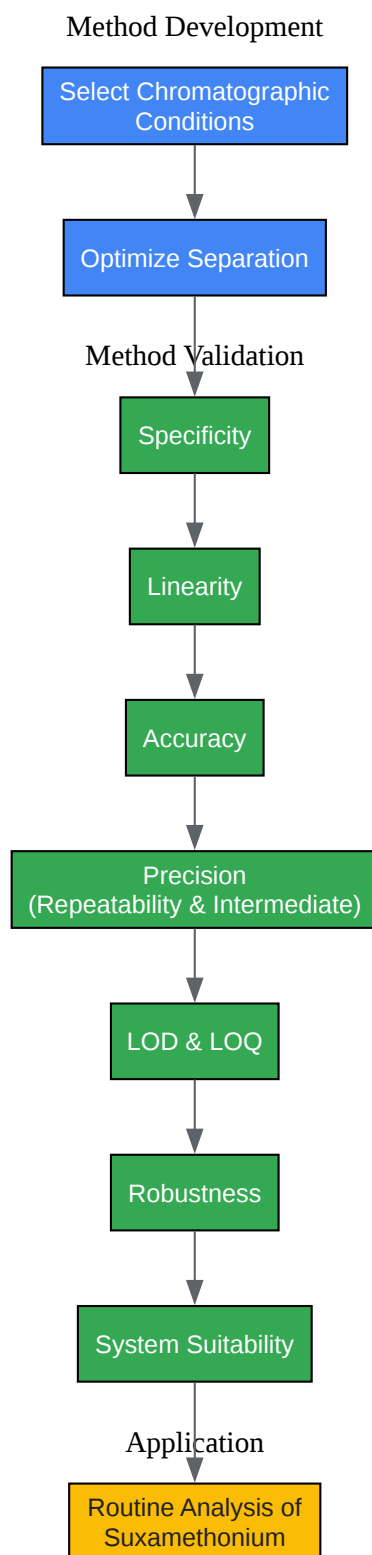 Method Development
Select Chromatographic
Conditions
Optimize Separation
Method Validation
Specificity
Linearity
Accuracy
Precision
(Repeatability & Intermediate)
LOD & LOQ
Robustness
System Suitability
Application
Routine Analysis of
Suxamethonium